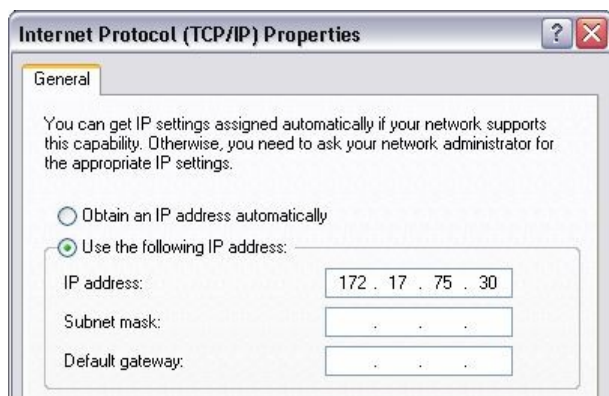 Internet Protocol (TCP/IP) Properties
General
You can get IP settings assigned automatically if your network supports
this capability. Otherwise, you need to ask your network administrator for
the appropriate IP settings.
Obtain an IP address automatically
Use the following IP address:
IP address: 172 . 17 . 75 . 30
Subnet mask: . . .
Default gateway: . . .